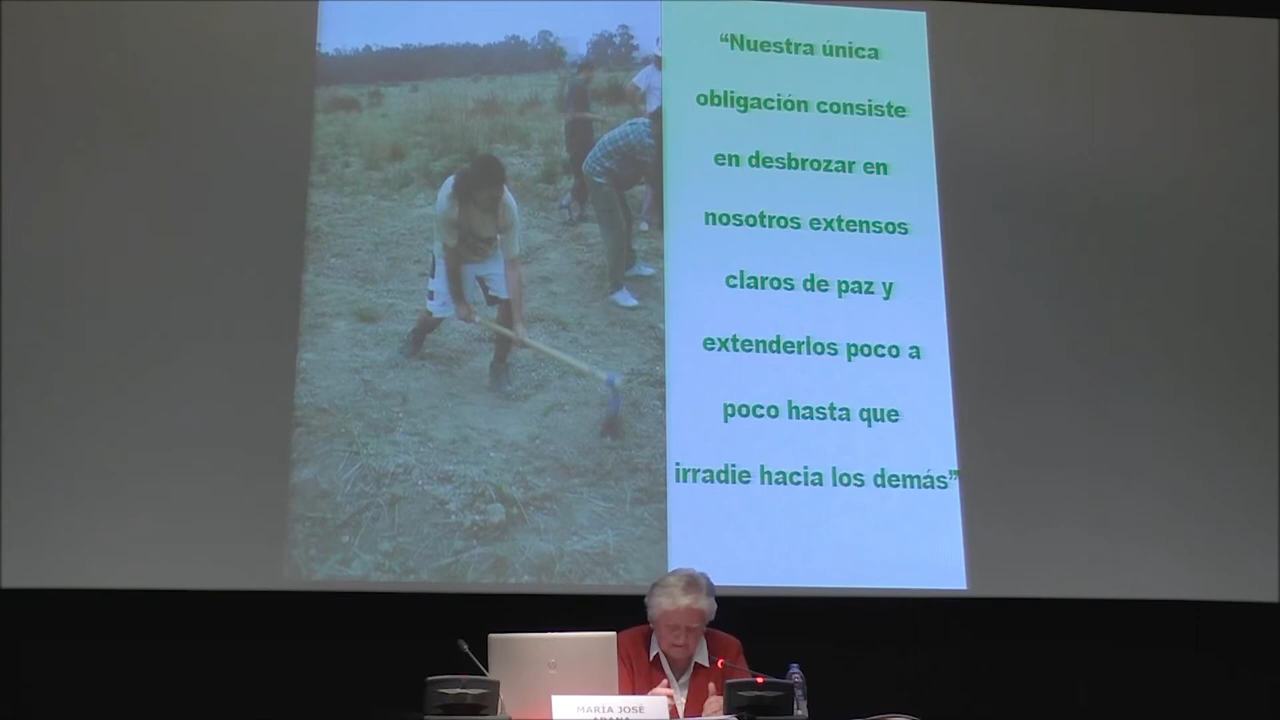 “Nuestra única
obligación consiste
en desbrozar en
nosotros extensos
claros de paz y
extenderlos poco a
poco hasta que
irradie hacia los demás”
MARÍA JOSÉ